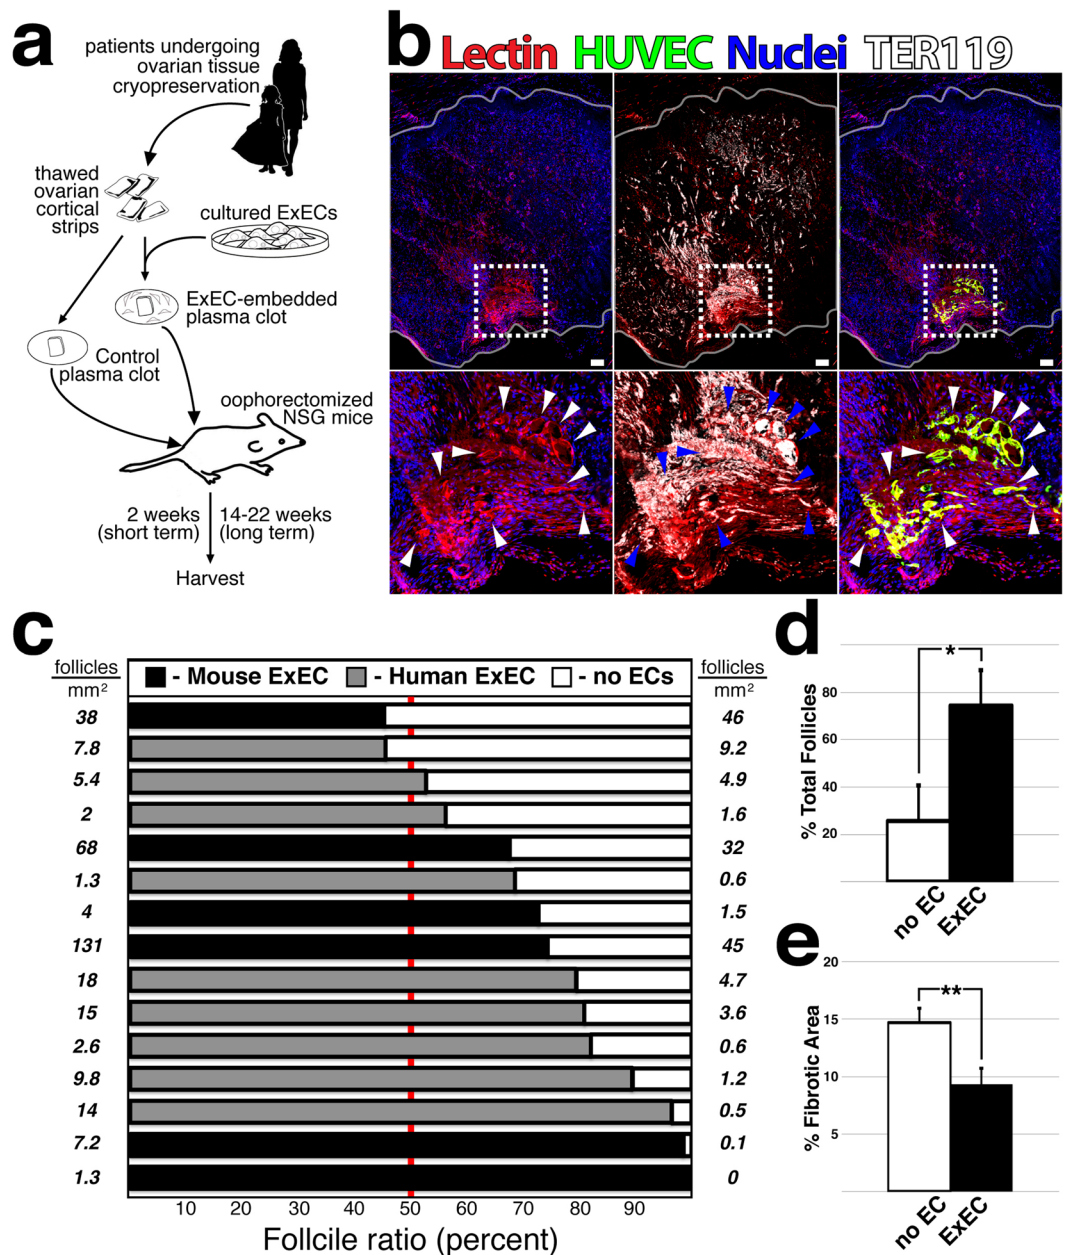 a
patients undergoing
ovarian tissue
cryopreservation
thawed
ovarian
cortical
strips
cultured ExECs
ExEC-embedded
plasma clot
Control
plasma clot
oophorectomized
NSG mice
2 weeks
(short term)
14-22 weeks
(long term)
Harvest
b
Lectin HUVEC Nuclei TER119
c
follicles
mm2
- Mouse ExEC - Human ExEC - no ECs
follicles
mm2
38 46
7.8 9.2
5.4 4.9
2 1.6
68 32
1.3 0.6
4 1.5
131 45
18 4.7
15 3.6
2.6 0.6
9.8 1.2
14 0.5
7.2 0.1
1.3 0
10 20 30 40 50 60 70 80 90
Follcile ratio (percent)
d
% Total Follicles
80
60
40
20
*
no EC
ExEC
e
% Fibrotic Area
20
15
10
5
**
no EC
ExEC